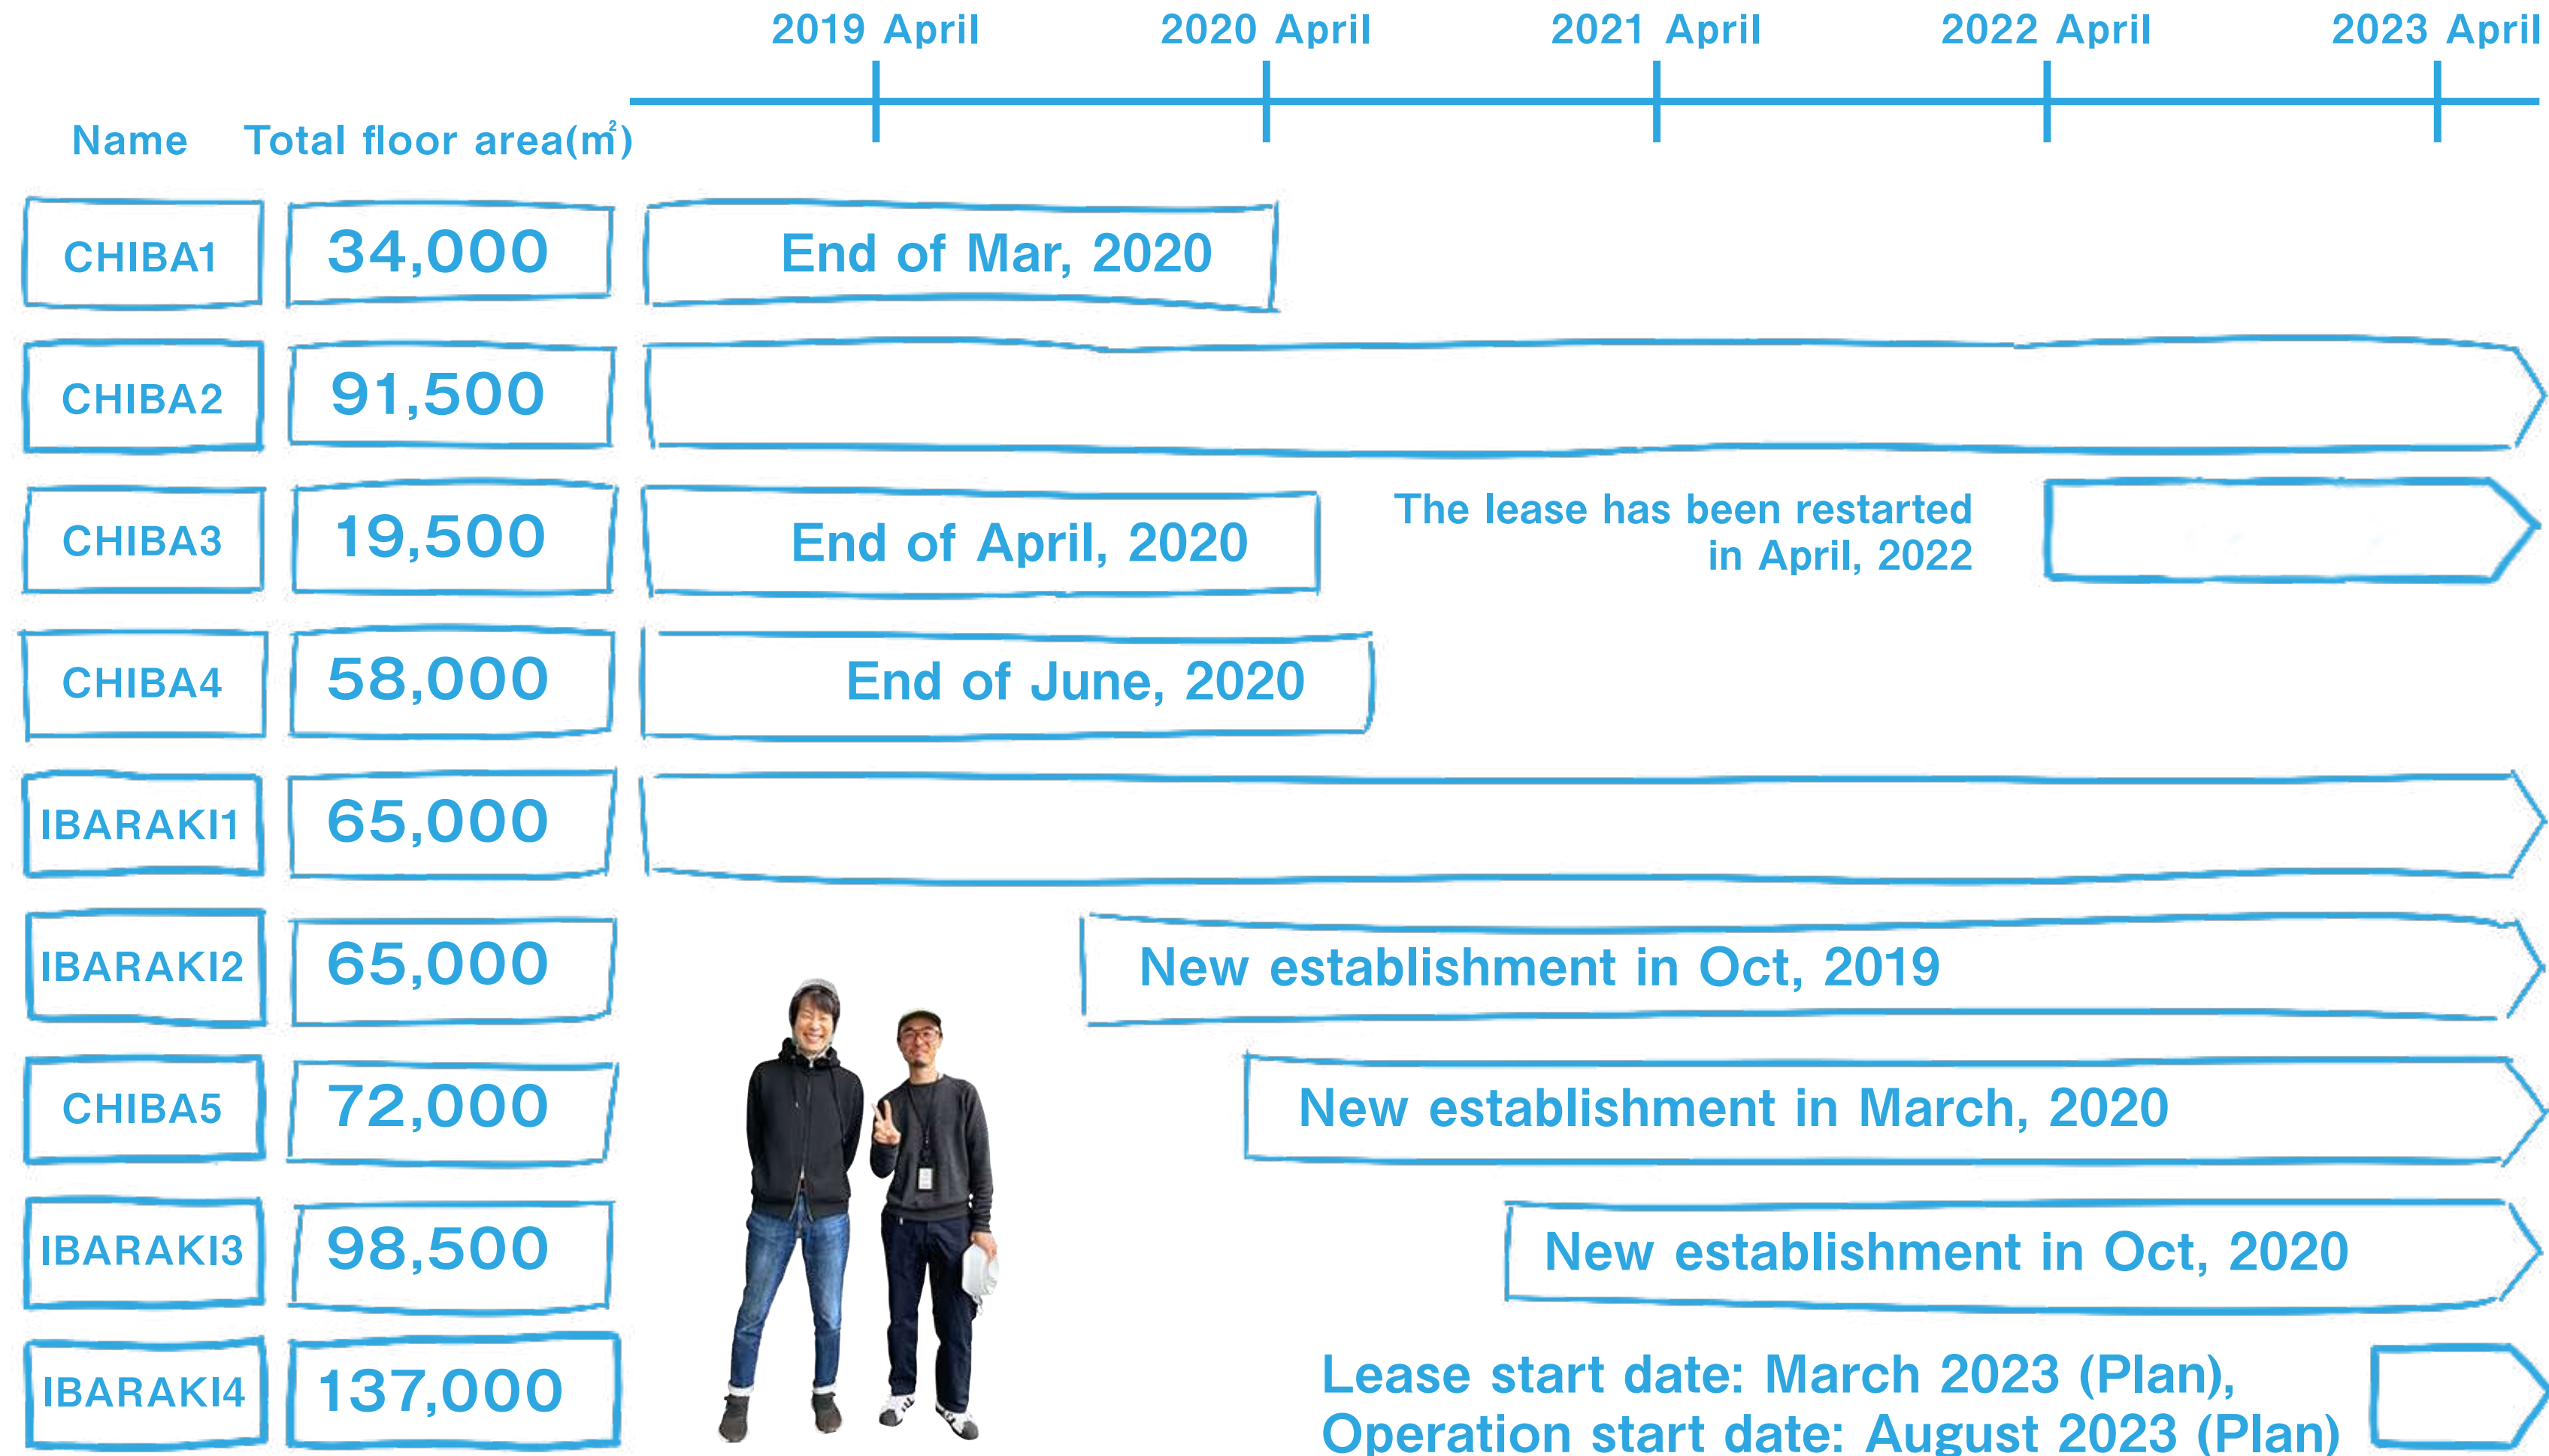 2019 April 2020 April 2021 April 2022 April 2023 April
Name Total floor area(㎡)
CHIBA1 34,000 End of Mar, 2020
CHIBA2 91,500
CHIBA3 19,500 End of April, 2020
The lease has been restarted
in April, 2022
CHIBA4 58,000 End of June, 2020
IBARAKI1 65,000
IBARAKI2 65,000 New establishment in Oct, 2019
CHIBA5 72,000 New establishment in March, 2020
IBARAKI3 98,500 New establishment in Oct, 2020
IBARAKI4 137,000
Lease start date: March 2023 (Plan),
Operation start date: August 2023 (Plan)